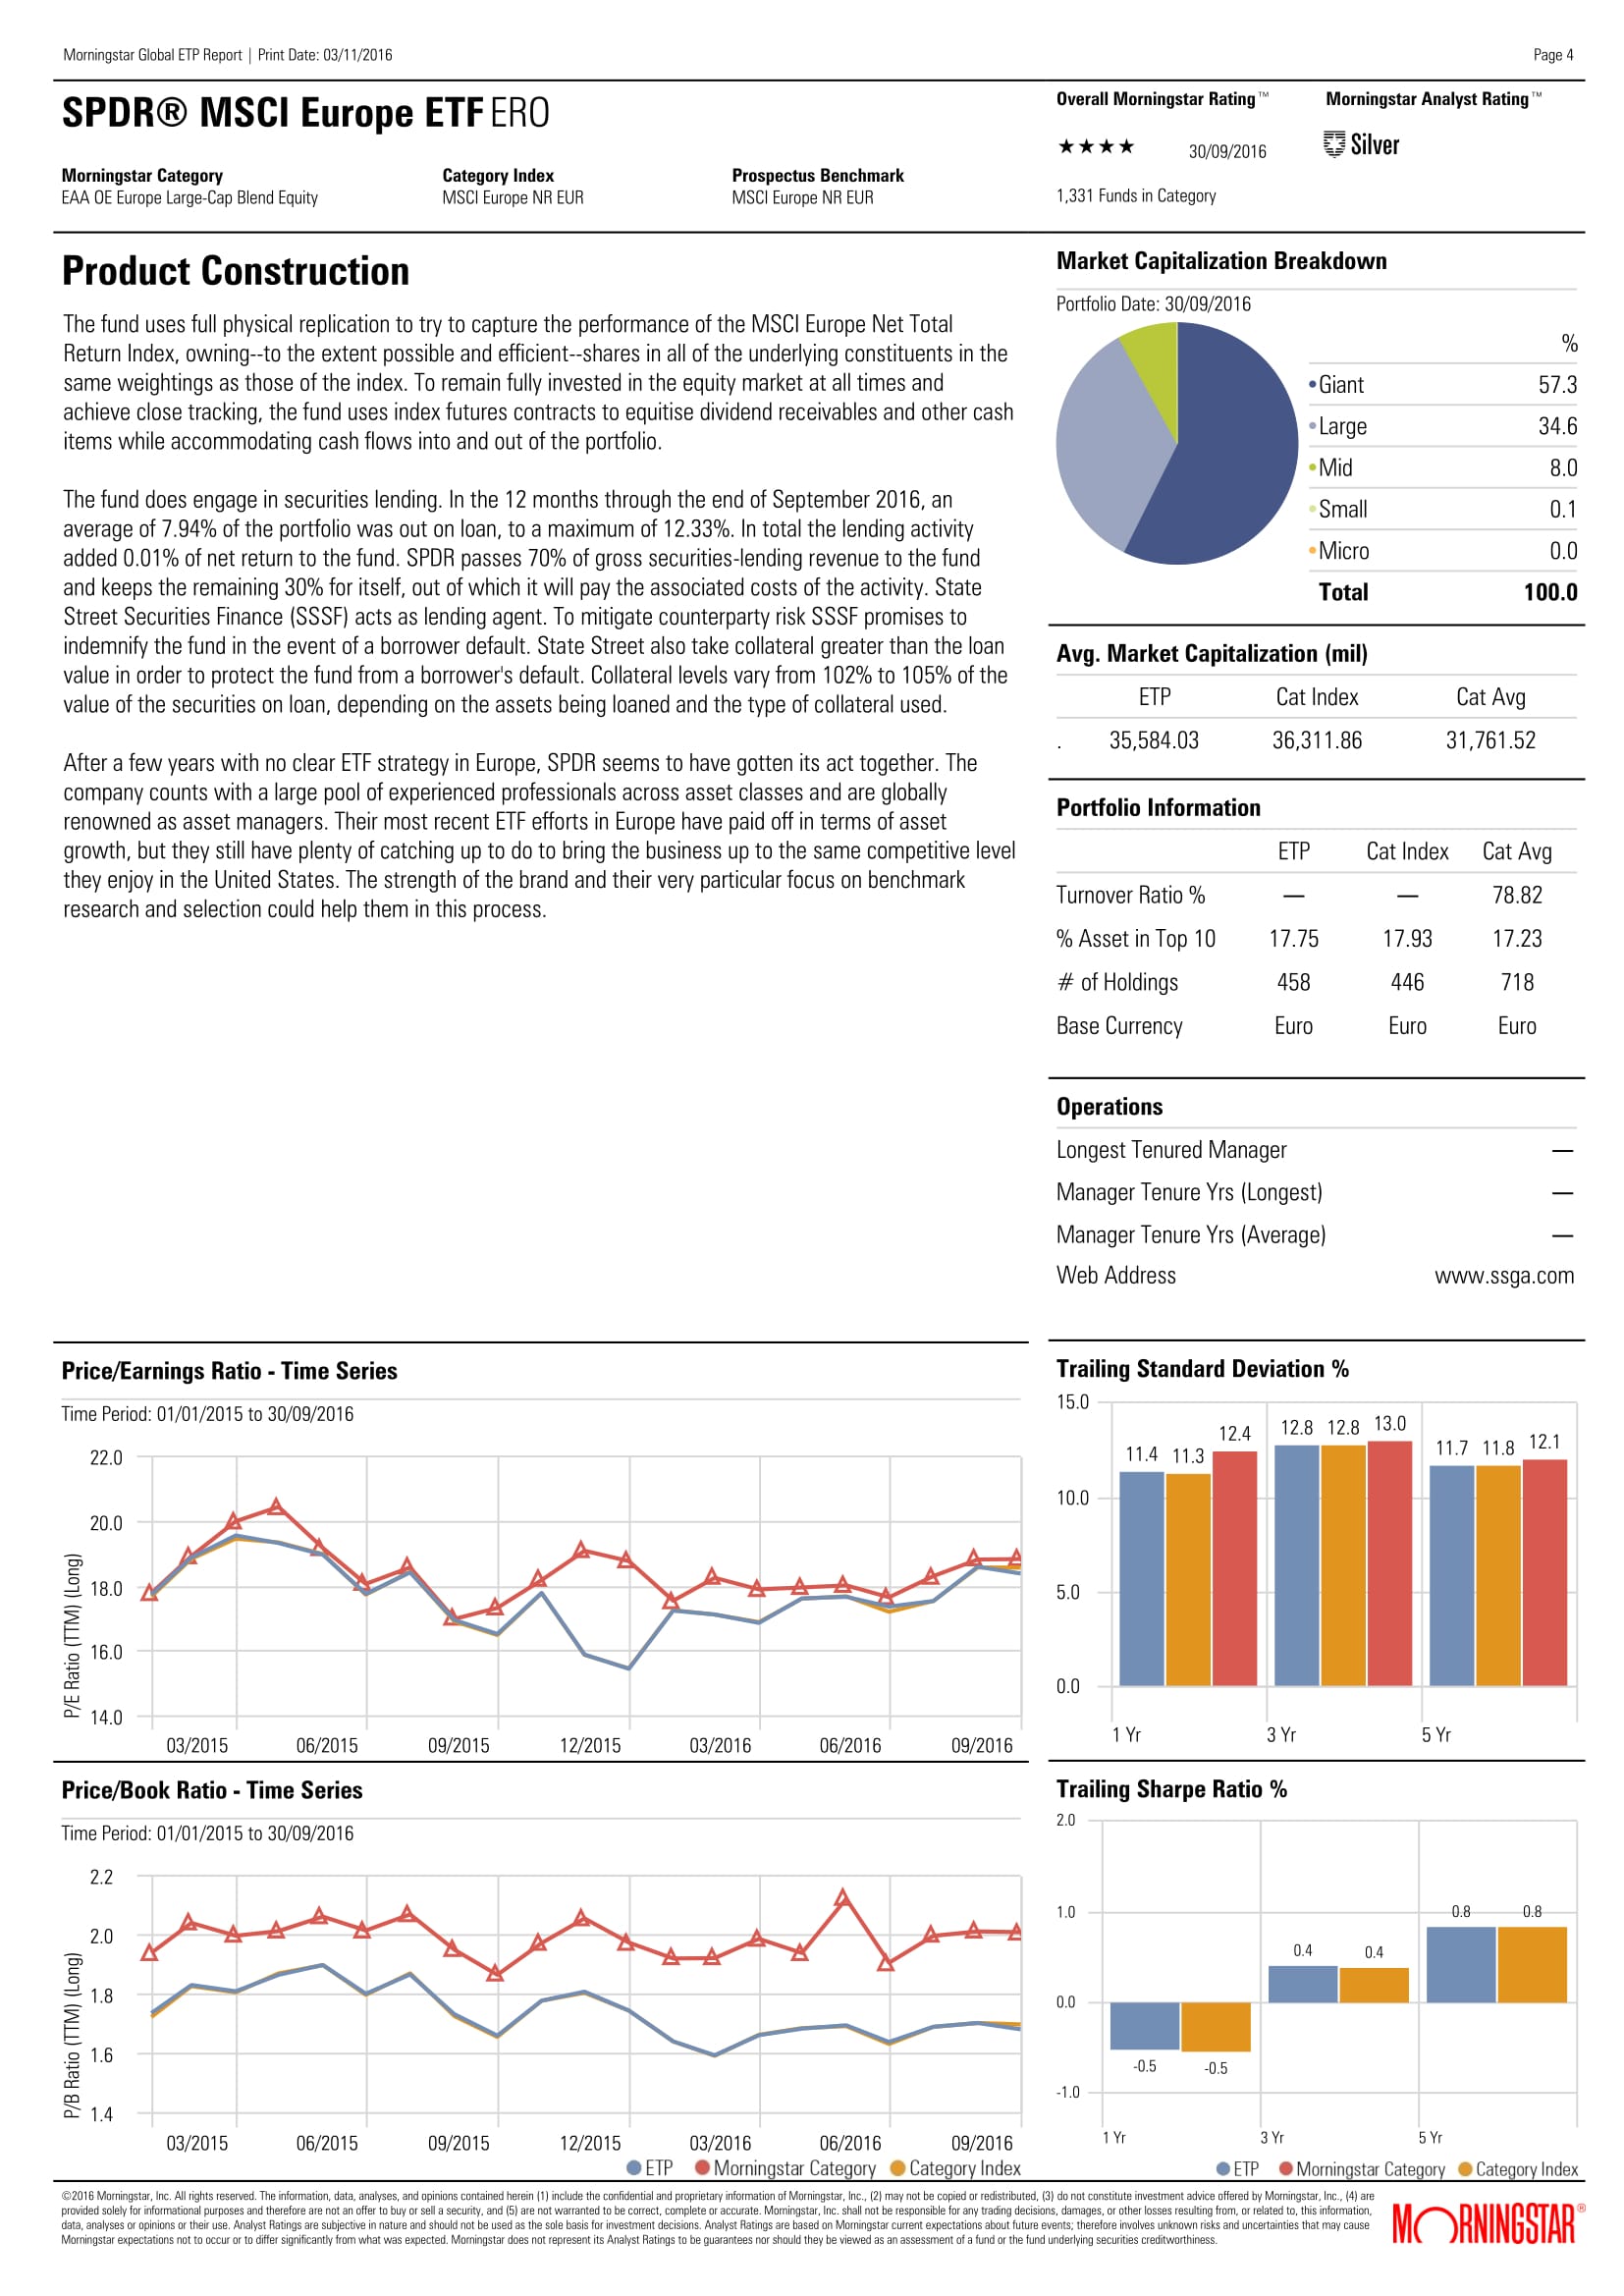 Morningstar Global ETP Report | Print Date: 03/11/2016
Page 4
SPDR® MSCI Europe ETF ERO
Overall Morningstar Rating™
Morningstar Analyst Rating™
★★★★
30/09/2016
Silver
Morningstar Category
Category Index
Prospectus Benchmark
EAA OE Europe Large-Cap Blend Equity
MSCI Europe NR EUR
MSCI Europe NR EUR
1,331 Funds in Category
Product Construction
The fund uses full physical replication to try to capture the performance of the MSCI Europe Net Total
Return Index, owning--to the extent possible and efficient--shares in all of the underlying constituents in the
same weightings as those of the index. To remain fully invested in the equity market at all times and
achieve close tracking, the fund uses index futures contracts to equitise dividend receivables and other cash
items while accommodating cash flows into and out of the portfolio.
The fund does engage in securities lending. In the 12 months through the end of September 2016, an
average of 7.94% of the portfolio was out on loan, to a maximum of 12.33%. In total the lending activity
added 0.01% of net return to the fund. SPDR passes 70% of gross securities-lending revenue to the fund
and keeps the remaining 30% for itself, out of which it will pay the associated costs of the activity. State
Street Securities Finance (SSSF) acts as lending agent. To mitigate counterparty risk SSSF promises to
indemnify the fund in the event of a borrower default. State Street also take collateral greater than the loan
value in order to protect the fund from a borrower's default. Collateral levels vary from 102% to 105% of the
value of the securities on loan, depending on the assets being loaned and the type of collateral used.
After a few years with no clear ETF strategy in Europe, SPDR seems to have gotten its act together. The
company counts with a large pool of experienced professionals across asset classes and are globally
renowned as asset managers. Their most recent ETF efforts in Europe have paid off in terms of asset
growth, but they still have plenty of catching up to do to bring the business up to the same competitive level
they enjoy in the United States. The strength of the brand and their very particular focus on benchmark
research and selection could help them in this process.
Market Capitalization Breakdown
Portfolio Date: 30/09/2016
%
Giant 57.3
Large 34.6
Mid 8.0
Small 0.1
Micro 0.0
Total 100.0
Avg. Market Capitalization (mil)
ETP Cat Index Cat Avg
. 35,584.03 36,311.86 31,761.52
Portfolio Information
ETP Cat Index Cat Avg
Turnover Ratio % — — 78.82
% Asset in Top 10 17.75 17.93 17.23
# of Holdings 458 446 718
Base Currency Euro Euro Euro
Operations
Longest Tenured Manager —
Manager Tenure Yrs (Longest) —
Manager Tenure Yrs (Average) —
Web Address www.ssga.com
Price/Earnings Ratio - Time Series
Time Period: 01/01/2015 to 30/09/2016
P/E Ratio (TTM) (Long)
22.0
20.0
18.0
16.0
14.0
03/2015 06/2015 09/2015 12/2015 03/2016 06/2016 09/2016
Trailing Standard Deviation %
15.0
10.0
5.0
0.0
11.4 11.3 12.4 12.8 12.8 13.0 11.7 11.8 12.1
1 Yr 3 Yr 5 Yr
Price/Book Ratio - Time Series
Time Period: 01/01/2015 to 30/09/2016
P/B Ratio (TTM) (Long)
2.2
2.0
1.8
1.6
1.4
03/2015 06/2015 09/2015 12/2015 03/2016 06/2016 09/2016
ETP Morningstar Category Category Index
Trailing Sharpe Ratio %
2.0
1.0
0.0
-1.0
-0.5 -0.5 0.4 0.4 0.8 0.8
1 Yr 3 Yr 5 Yr
ETP Morningstar Category Category Index
©2016 Morningstar, Inc. All rights reserved. The information, data, analyses, and opinions contained herein (1) include the confidential and proprietary information of Morningstar, Inc., (2) may not be copied or redistributed, (3) do not constitute investment advice offered by Morningstar, Inc., (4) are
provided solely for informational purposes and therefore are not an offer to buy or sell a security, and (5) are not warranted to be correct, complete or accurate. Morningstar, Inc. shall not be responsible for any trading decisions, damages, or other losses resulting from, or related to, this information,
data, analyses or opinions or their use. Analyst Ratings are subjective in nature and should not be used as the sole basis for investment decisions. Analyst Ratings are based on Morningstar current expectations about future events; therefore involves unknown risks and uncertainties that may cause
Morningstar expectations not to occur or to differ significantly from what was expected. Morningstar does not represent its Analyst Ratings to be guarantees nor should they be viewed as an assessment of a fund or the fund underlying securities creditworthiness.
MORNINGSTAR®